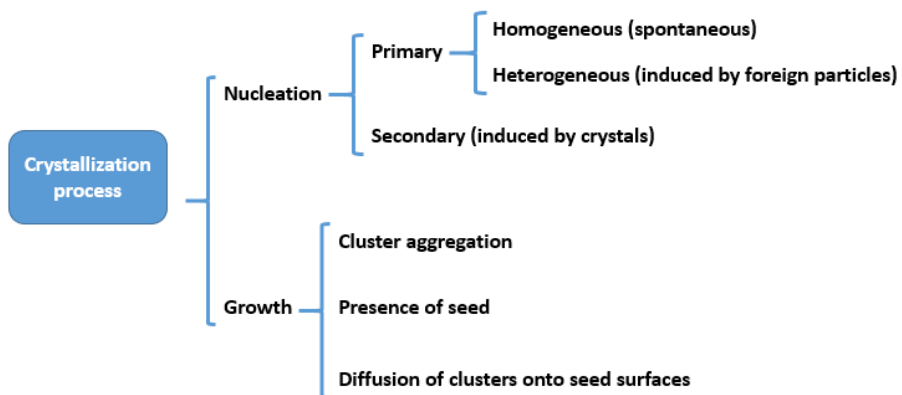 Crystallization
process
Nucleation
Primary
Homogeneous (spontaneous)
Heterogeneous (induced by foreign particles)
Secondary (induced by crystals)
Growth
Cluster aggregation
Presence of seed
Diffusion of clusters onto seed surfaces